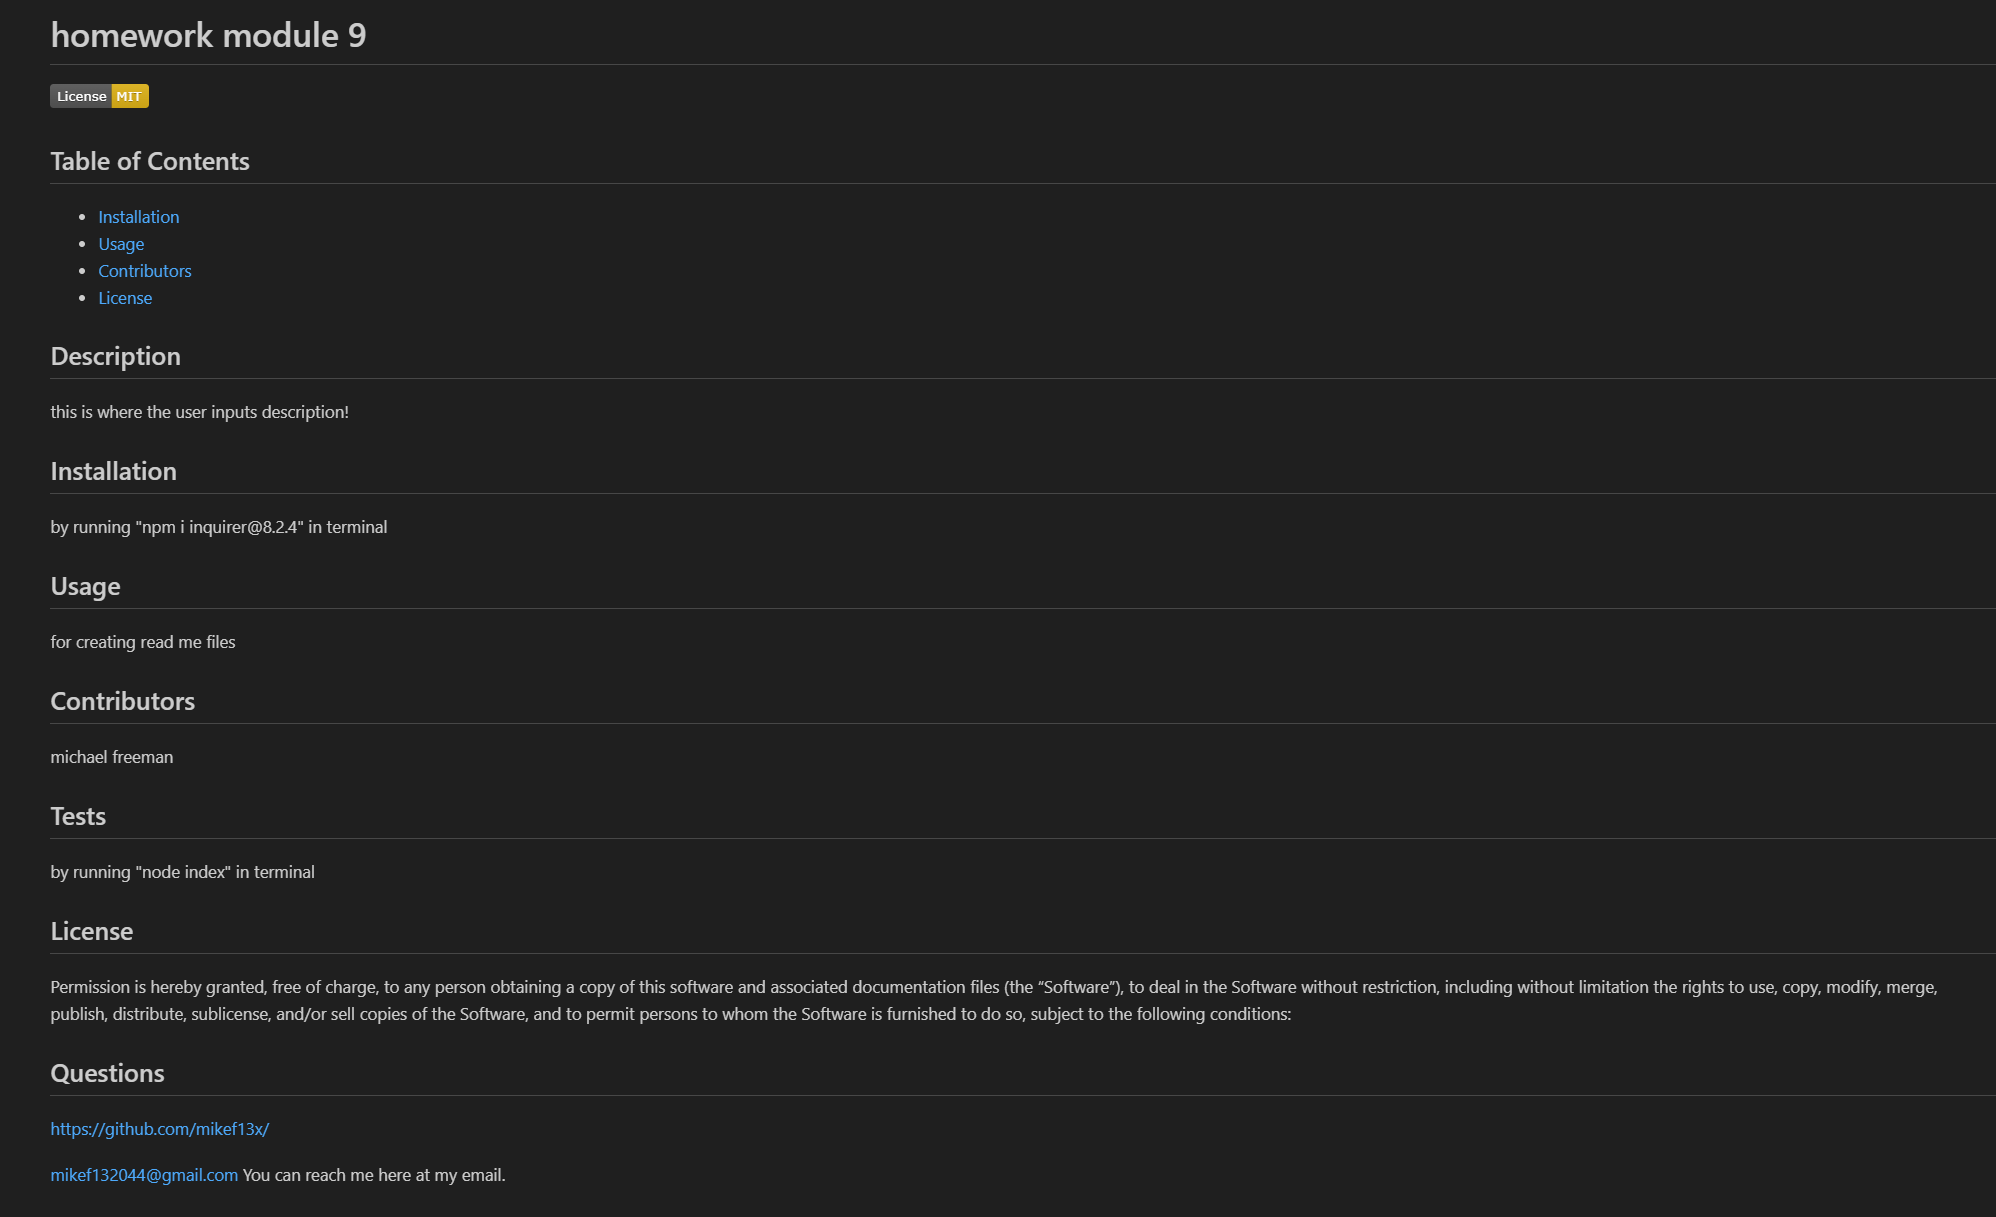 homework module 9
License MIT
Table of Contents
Installation
Usage
Contributors
License
Description
this is where the user inputs description!
Installation
by running "npm i inquirer@8.2.4" in terminal
Usage
for creating read me files
Contributors
michael freeman
Tests
by running "node index" in terminal
License
Permission is hereby granted, free of charge, to any person obtaining a copy of this software and associated documentation files (the “Software”), to deal in the Software without restriction, including without limitation the rights to use, copy, modify, merge,
publish, distribute, sublicense, and/or sell copies of the Software, and to permit persons to whom the Software is furnished to do so, subject to the following conditions:
Questions
https://github.com/mikef13x/
mikef132044@gmail.com You can reach me here at my email.